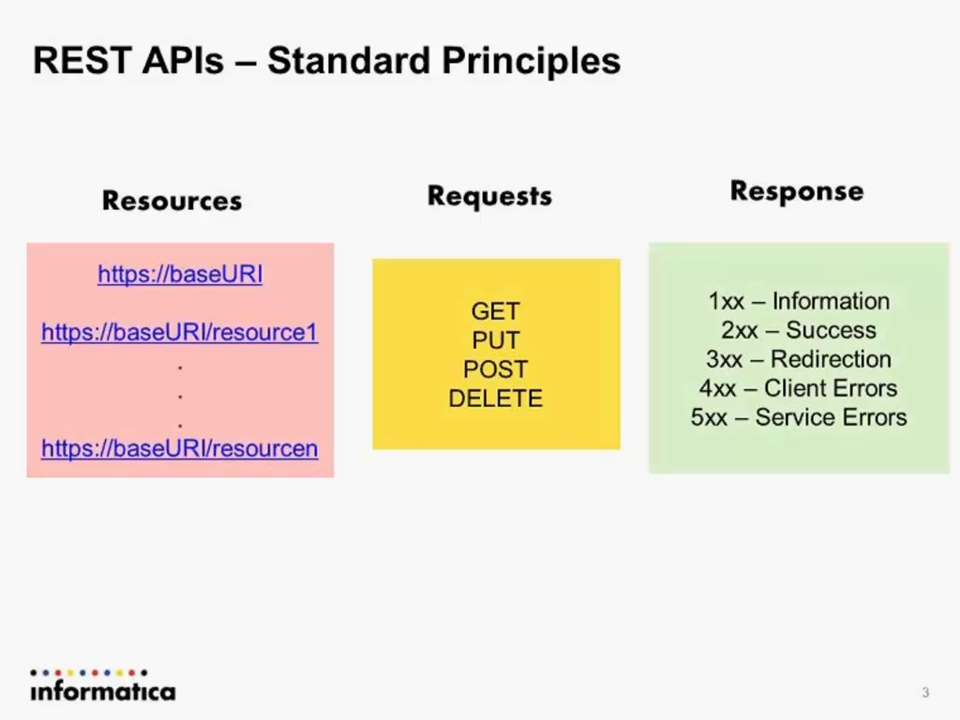 REST APIs – Standard Principles
Resources
https://baseURI
https://baseURI/resource1
.
.
.
https://baseURI/resourcen
Requests
GET
PUT
POST
DELETE
Response
1xx – Information
2xx – Success
3xx – Redirection
4xx – Client Errors
5xx – Service Errors
informatica
3